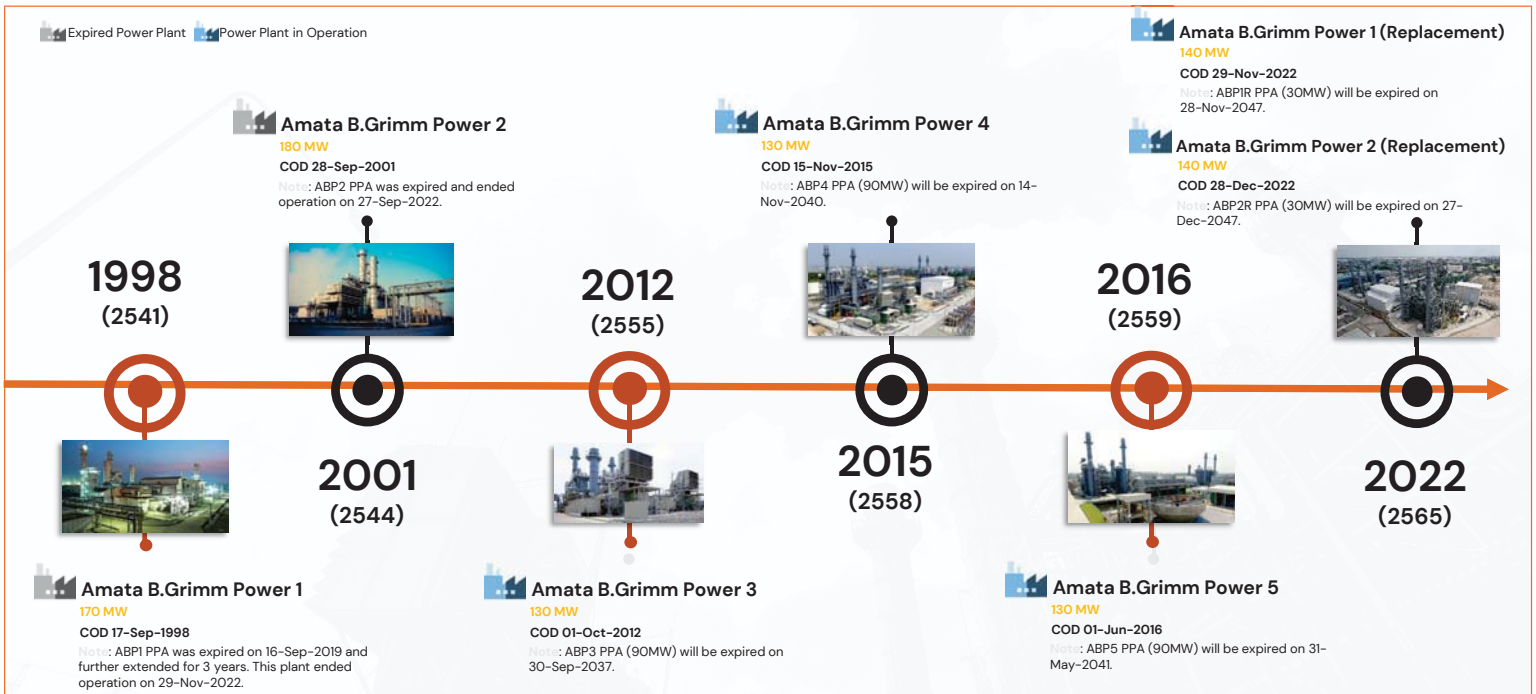 Expired Power Plant
Power Plant in Operation
Amata B.Grimm Power 1 (Replacement)
140 MW
COD 29-Nov-2022
Note: ABP1R PPA (30MW) will be expired on
28-Nov-2047.
Amata B.Grimm Power 2
180 MW
COD 28-Sep-2001
Note: ABP2 PPA was expired and ended
operation on 27-Sep-2022.
Amata B.Grimm Power 4
130 MW
COD 15-Nov-2015
Note: ABP4 PPA (90MW) will be expired on 14-
Nov-2040.
Amata B.Grimm Power 2 (Replacement)
140 MW
COD 28-Dec-2022
Note: ABP2R PPA (30MW) will be expired on 27-
Dec-2047.
1998
(2541)
2012
(2555)
2016
(2559)
2001
(2544)
2015
(2558)
2022
(2565)
Amata B.Grimm Power 1
170 MW
COD 17-Sep-1998
Note: ABP1 PPA was expired on 16-Sep-2019 and
further extended for 3 years. This plant ended
operation on 29-Nov-2022.
Amata B.Grimm Power 3
130 MW
COD 01-Oct-2012
Note: ABP3 PPA (90MW) will be expired on
30-Sep-2037.
Amata B.Grimm Power 5
130 MW
COD 01-Jun-2016
Note: ABP5 PPA (90MW) will be expired on 31-
May-2041.